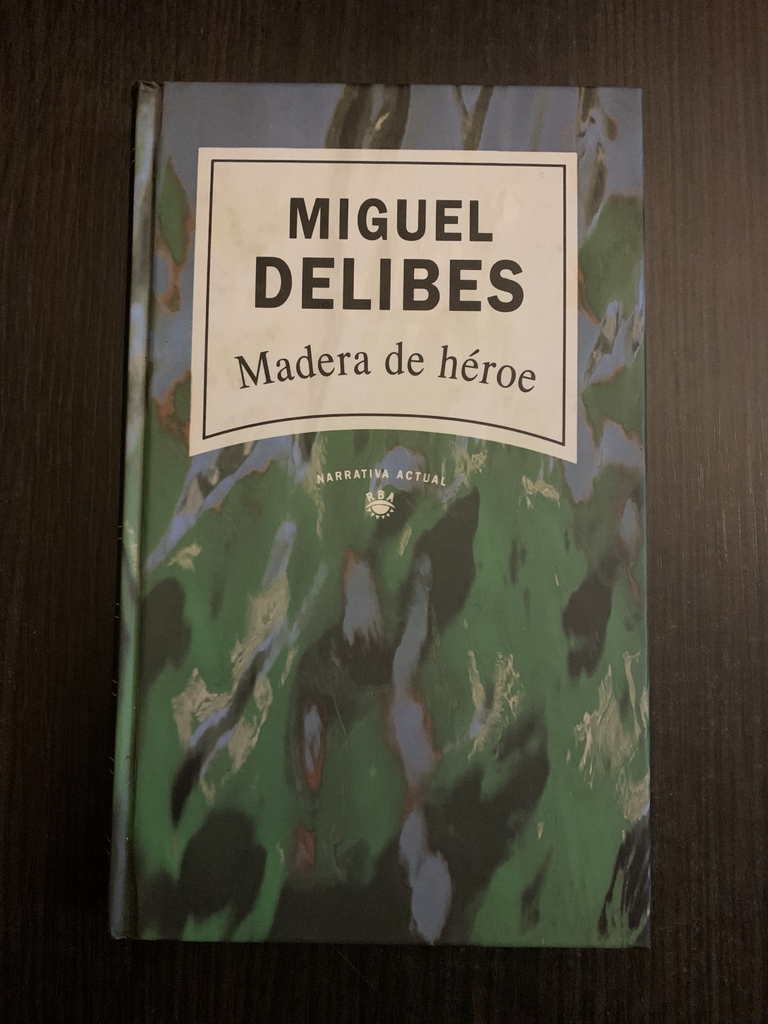 MIGUEL
DELIBES
Madera de héroe
NARRATIVA ACTUAL
RBA